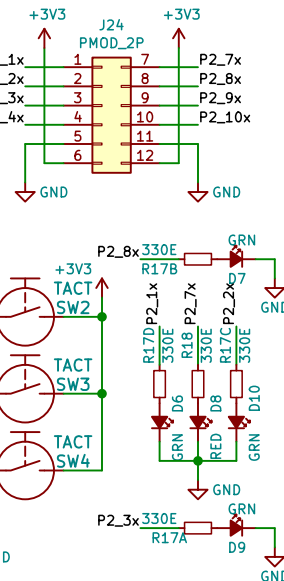 +3V3
J24
+3V3
PMOD_2P
_1x
1
7
P2_7x
_2x
2
8
P2_8x
_3x
3
9
P2_9x
_4x
4
10
P2_10x
5
11
6
12
GND
GND
P2_8x
330E
GRN
R17B
D7
+3V3
GND
TACT
SW2
P2_1x
P2_7x
P2_2x
R17D
330E
R18
330E
R17C
330E
TACT
SW3
D6
D8
D10
GRN
RED
GRN
TACT
SW4
GND
P2_3x
330E
GRN
R17A
D9
D
GND